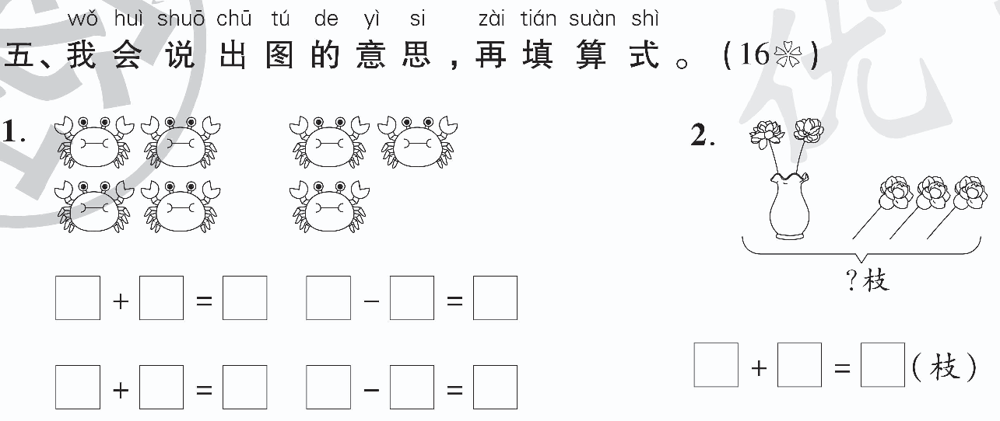 wǒ huì shuō chū tú de yì si zài tián suàn shì
五、我会说出图的意思,再填算式。(16)
1.
2.
?枝
□+□=□ □-□=□
□+□=□ □-□=□
□+□=□(枝)